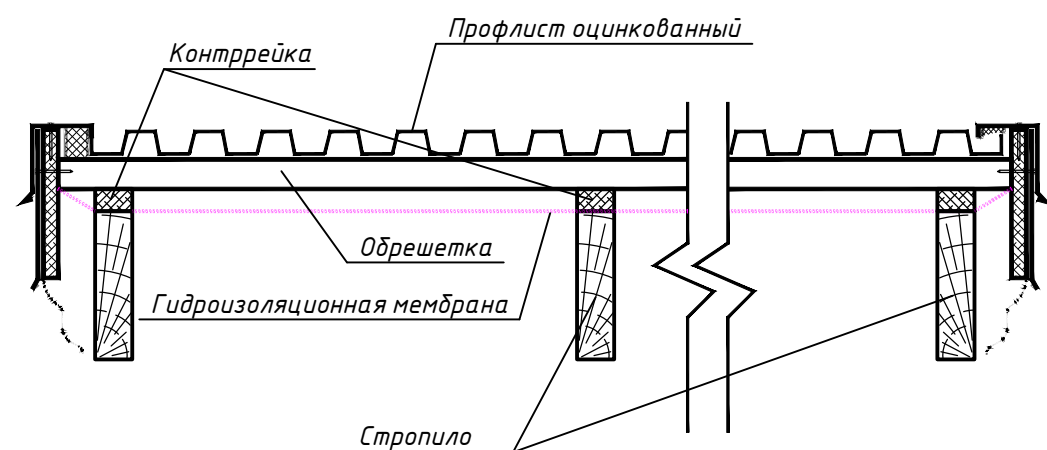 Профлист оцинкованный
Контррейка
Обрешетка
Гидроизоляционная мембрана
Стропило